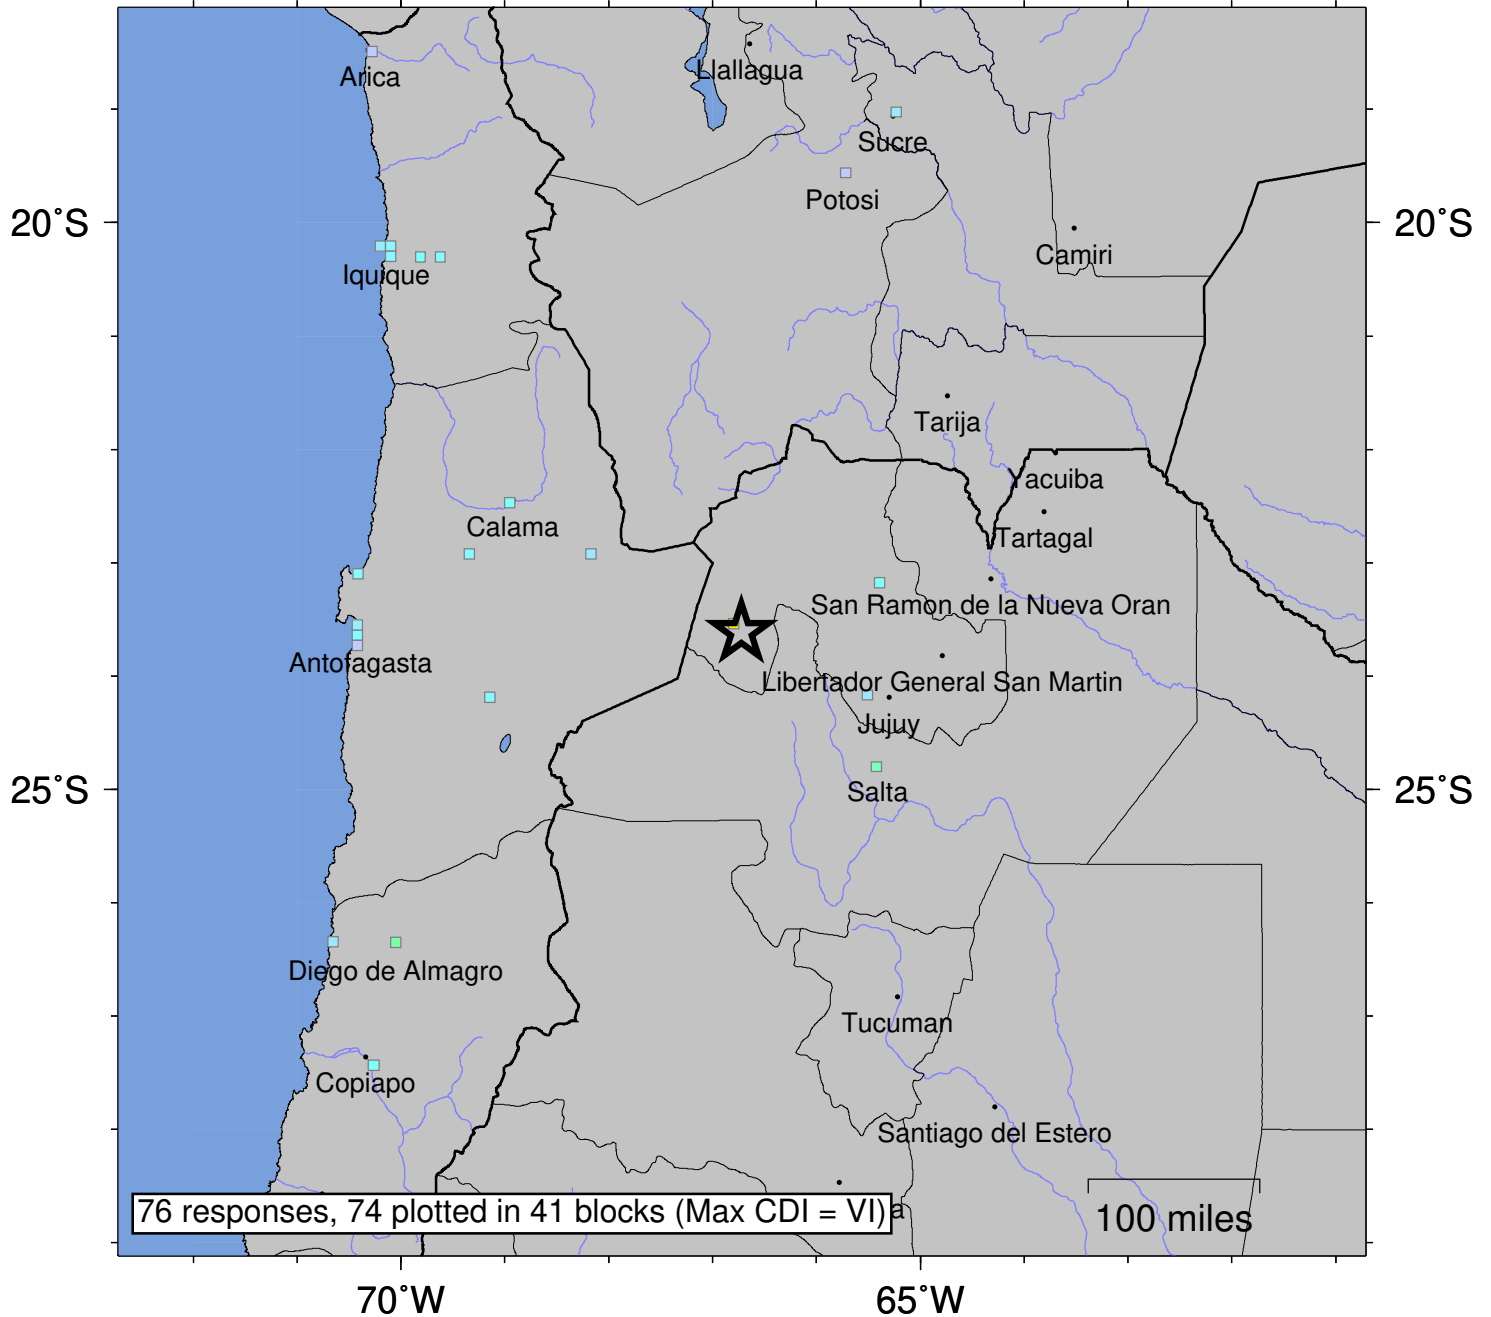 Llallagua
Arica
Sucre
Potosi
20˚S
20˚S
Camiri
Iquique
Tarija
Yacuiba
Calama
Tartagal
San Ramon de la Nueva Oran
Antofagasta
Libertador General San Martin
Jujuy
25˚S
25˚S
Salta
Diego de Almagro
Tucuman
Copiapo
Santiago del Estero
76 responses, 74 plotted in 41 blocks (Max CDI = VI)
a
100 miles
70˚W
65˚W